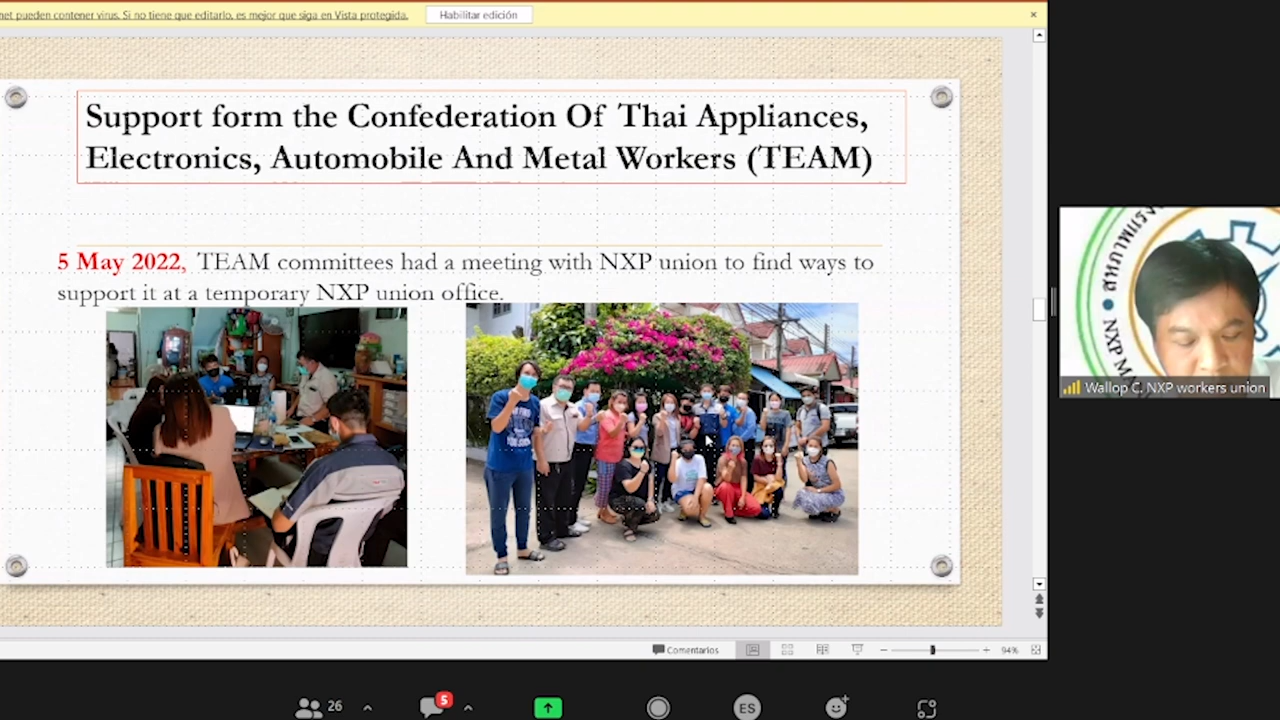 net pueden contener virus. Si no tiene que editarlo, es mejor que siga en Vista protegida.
Habilitar edición
Support form the Confederation Of Thai Appliances,
Electronics, Automobile And Metal Workers (TEAM)
5 May 2022, TEAM committees had a meeting with NXP union to find ways to
support it at a temporary NXP union office.
NXP
Wallop C. NXP workers union
Comentarios
94%
26
5
ES